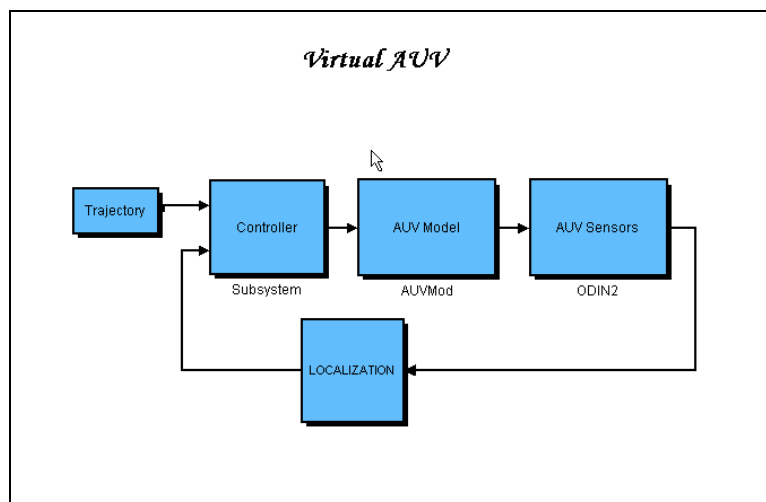 Virtual AUV
Trajectory
Controller
AUV Model
AUV Sensors
Subsystem
AUVMod
ODIN2
LOCALIZATION